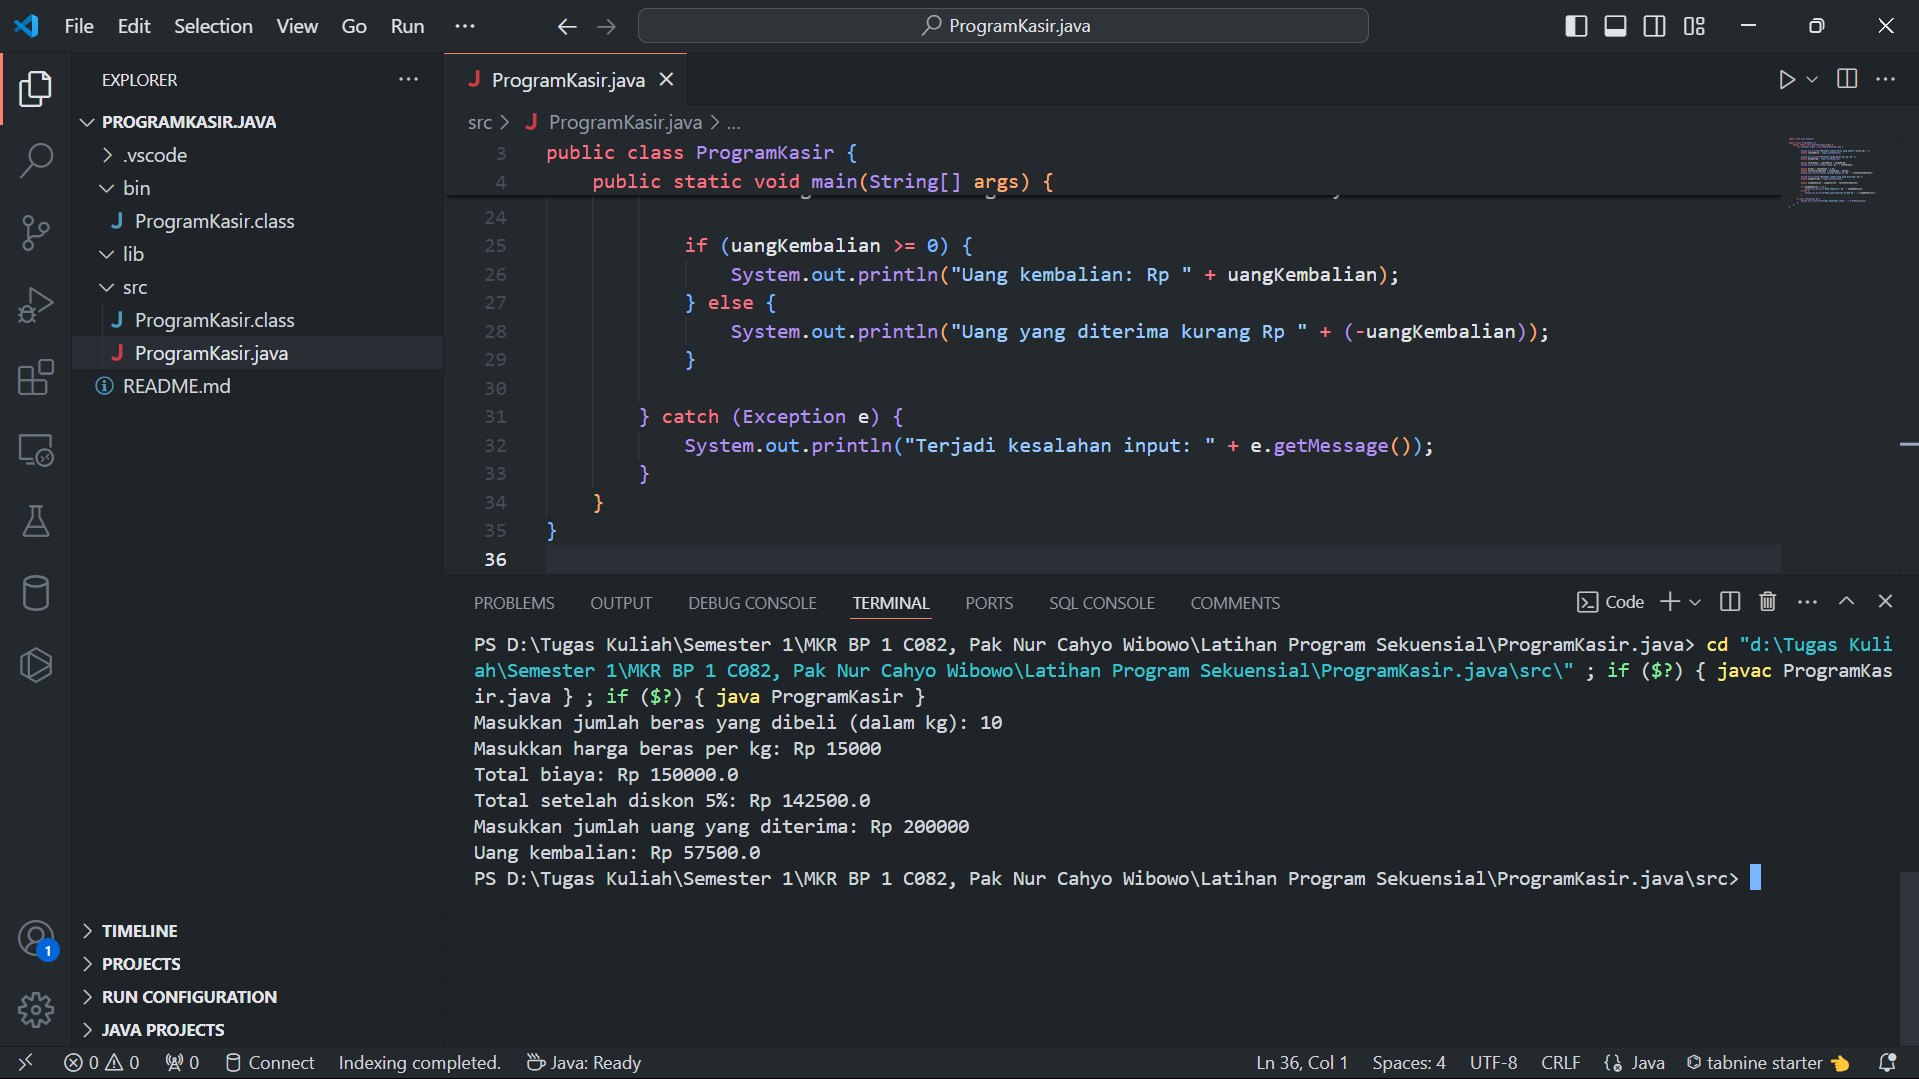 File Edit Selection View Go Run ... ProgramKasir.java
EXPLORER ...
PROGRAMKASIR.JAVA
.vscode
bin
ProgramKasir.class
lib
src
ProgramKasir.class
ProgramKasir.java
README.md
TIMELINE
PROJECTS
RUN CONFIGURATION
JAVA PROJECTS
ProgramKasir.java
src > ProgramKasir.java > ...
3 public class ProgramKasir {
4 public static void main(String[] args) {
24
25 if (uangKembalian >= 0) {
26 System.out.println("Uang kembalian: Rp " + uangKembalian);
27 } else {
28 System.out.println("Uang yang diterima kurang Rp " + (-uangKembalian));
29 }
30
31 } catch (Exception e) {
32 System.out.println("Terjadi kesalahan input: " + e.getMessage());
33 }
34 }
35 }
36
PROBLEMS OUTPUT DEBUG CONSOLE TERMINAL PORTS SQL CONSOLE COMMENTS Code
PS D:\Tugas Kuliah\Semester 1\MKR BP 1 C082, Pak Nur Cahyo Wibowo\Latihan Program Sekuensial\ProgramKasir.java> cd "d:\Tugas Kuli
ah\Semester 1\MKR BP 1 C082, Pak Nur Cahyo Wibowo\Latihan Program Sekuensial\ProgramKasir.java\src\" ; if ($?) { javac ProgramKas
ir.java } ; if ($?) { java ProgramKasir }
Masukkan jumlah beras yang dibeli (dalam kg): 10
Masukkan harga beras per kg: Rp 15000
Total biaya: Rp 150000.0
Total setelah diskon 5%: Rp 142500.0
Masukkan jumlah uang yang diterima: Rp 200000
Uang kembalian: Rp 57500.0
PS D:\Tugas Kuliah\Semester 1\MKR BP 1 C082, Pak Nur Cahyo Wibowo\Latihan Program Sekuensial\ProgramKasir.java\src>
1
0 0 0 Connect Indexing completed. Java: Ready Ln 36, Col 1 Spaces: 4 UTF-8 CRLF {} Java tabnine starter